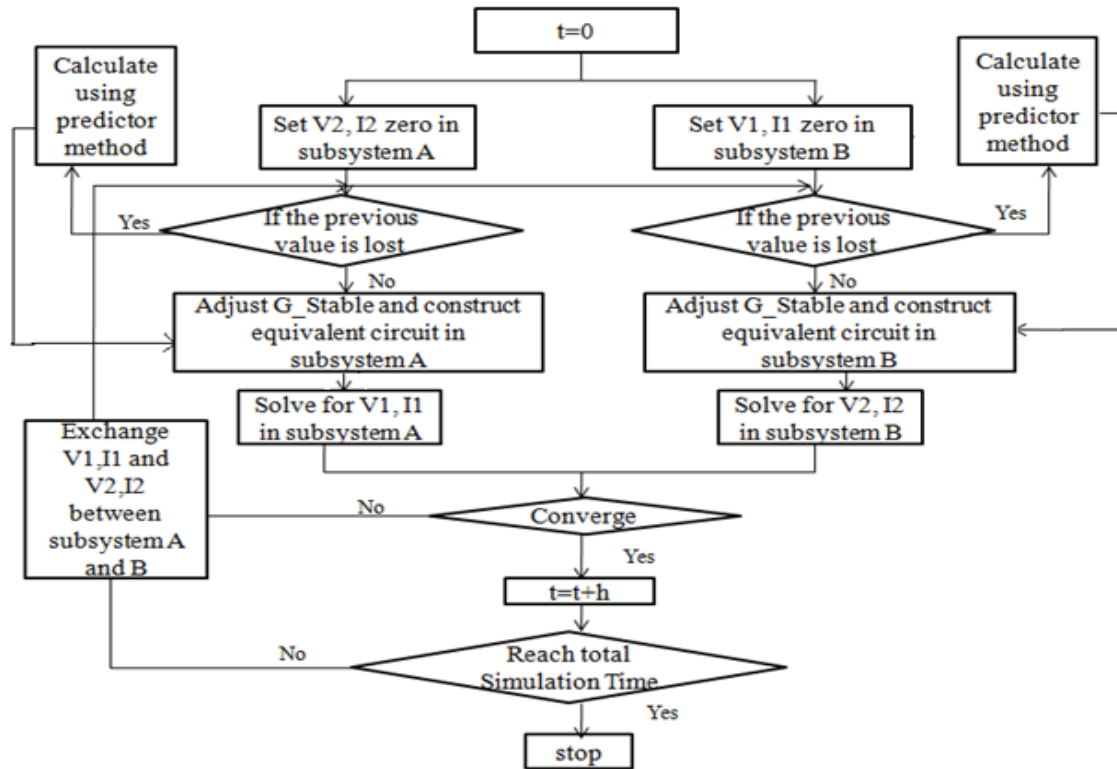 t=0
Calculate
using
predictor
method
Calculate
using
predictor
method
Set V2, I2 zero in
subsystem A
Set V1, I1 zero in
subsystem B
Yes
If the previous
value is lost
If the previous
value is lost
Yes
No
No
Adjust G_Stable and construct
equivalent circuit in
subsystem A
Adjust G_Stable and construct
equivalent circuit in
subsystem B
Solve for V1, I1
in subsystem A
Solve for V2, I2
in subsystem B
Exchange
V1,I1 and
V2,I2
between
subsystem A
and B
No
Converge
Yes
t=t+h
No
Reach total
Simulation Time
Yes
stop